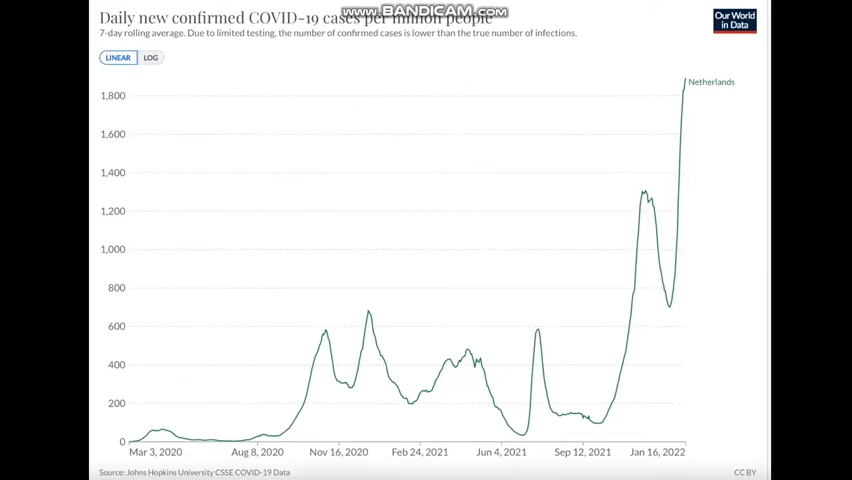 www.BANDICAM.com
Daily new confirmed COVID-19 cases per million people
Our World
in Data
7-day rolling average. Due to limited testing, the number of confirmed cases is lower than the true number of infections.
LINEAR
LOG
Netherlands
1,800
1,600
1,400
1,200
1,000
800
600
400
200
0
Mar 3, 2020
Aug 8, 2020
Nov 16, 2020
Feb 24, 2021
Jun 4, 2021
Sep 12, 2021
Jan 16, 2022
Source: Johns Hopkins University CSSE COVID-19 Data
CC BY